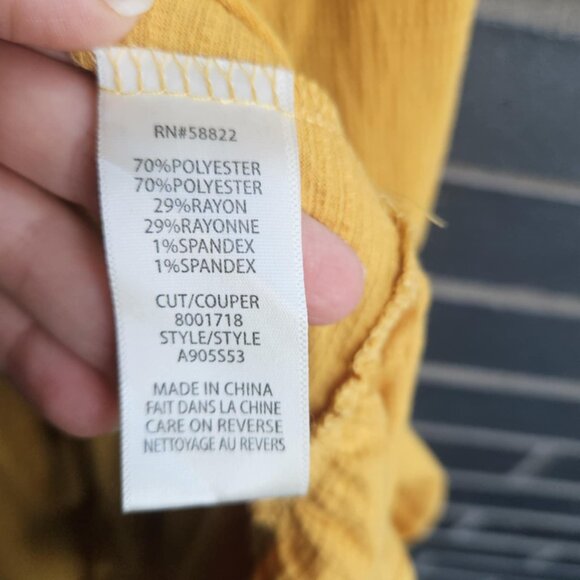 RN#58822
70%POLYESTER
70%POLYESTER
29%RAYON
29%RAYONNE
1%SPANDEX
1%SPANDEX
CUT/COUPER
8001718
STYLE/STYLE
A905S53
MADE IN CHINA
FAIT DANS LA CHINE
CARE ON REVERSE
NETTOYAGE AU REVERS